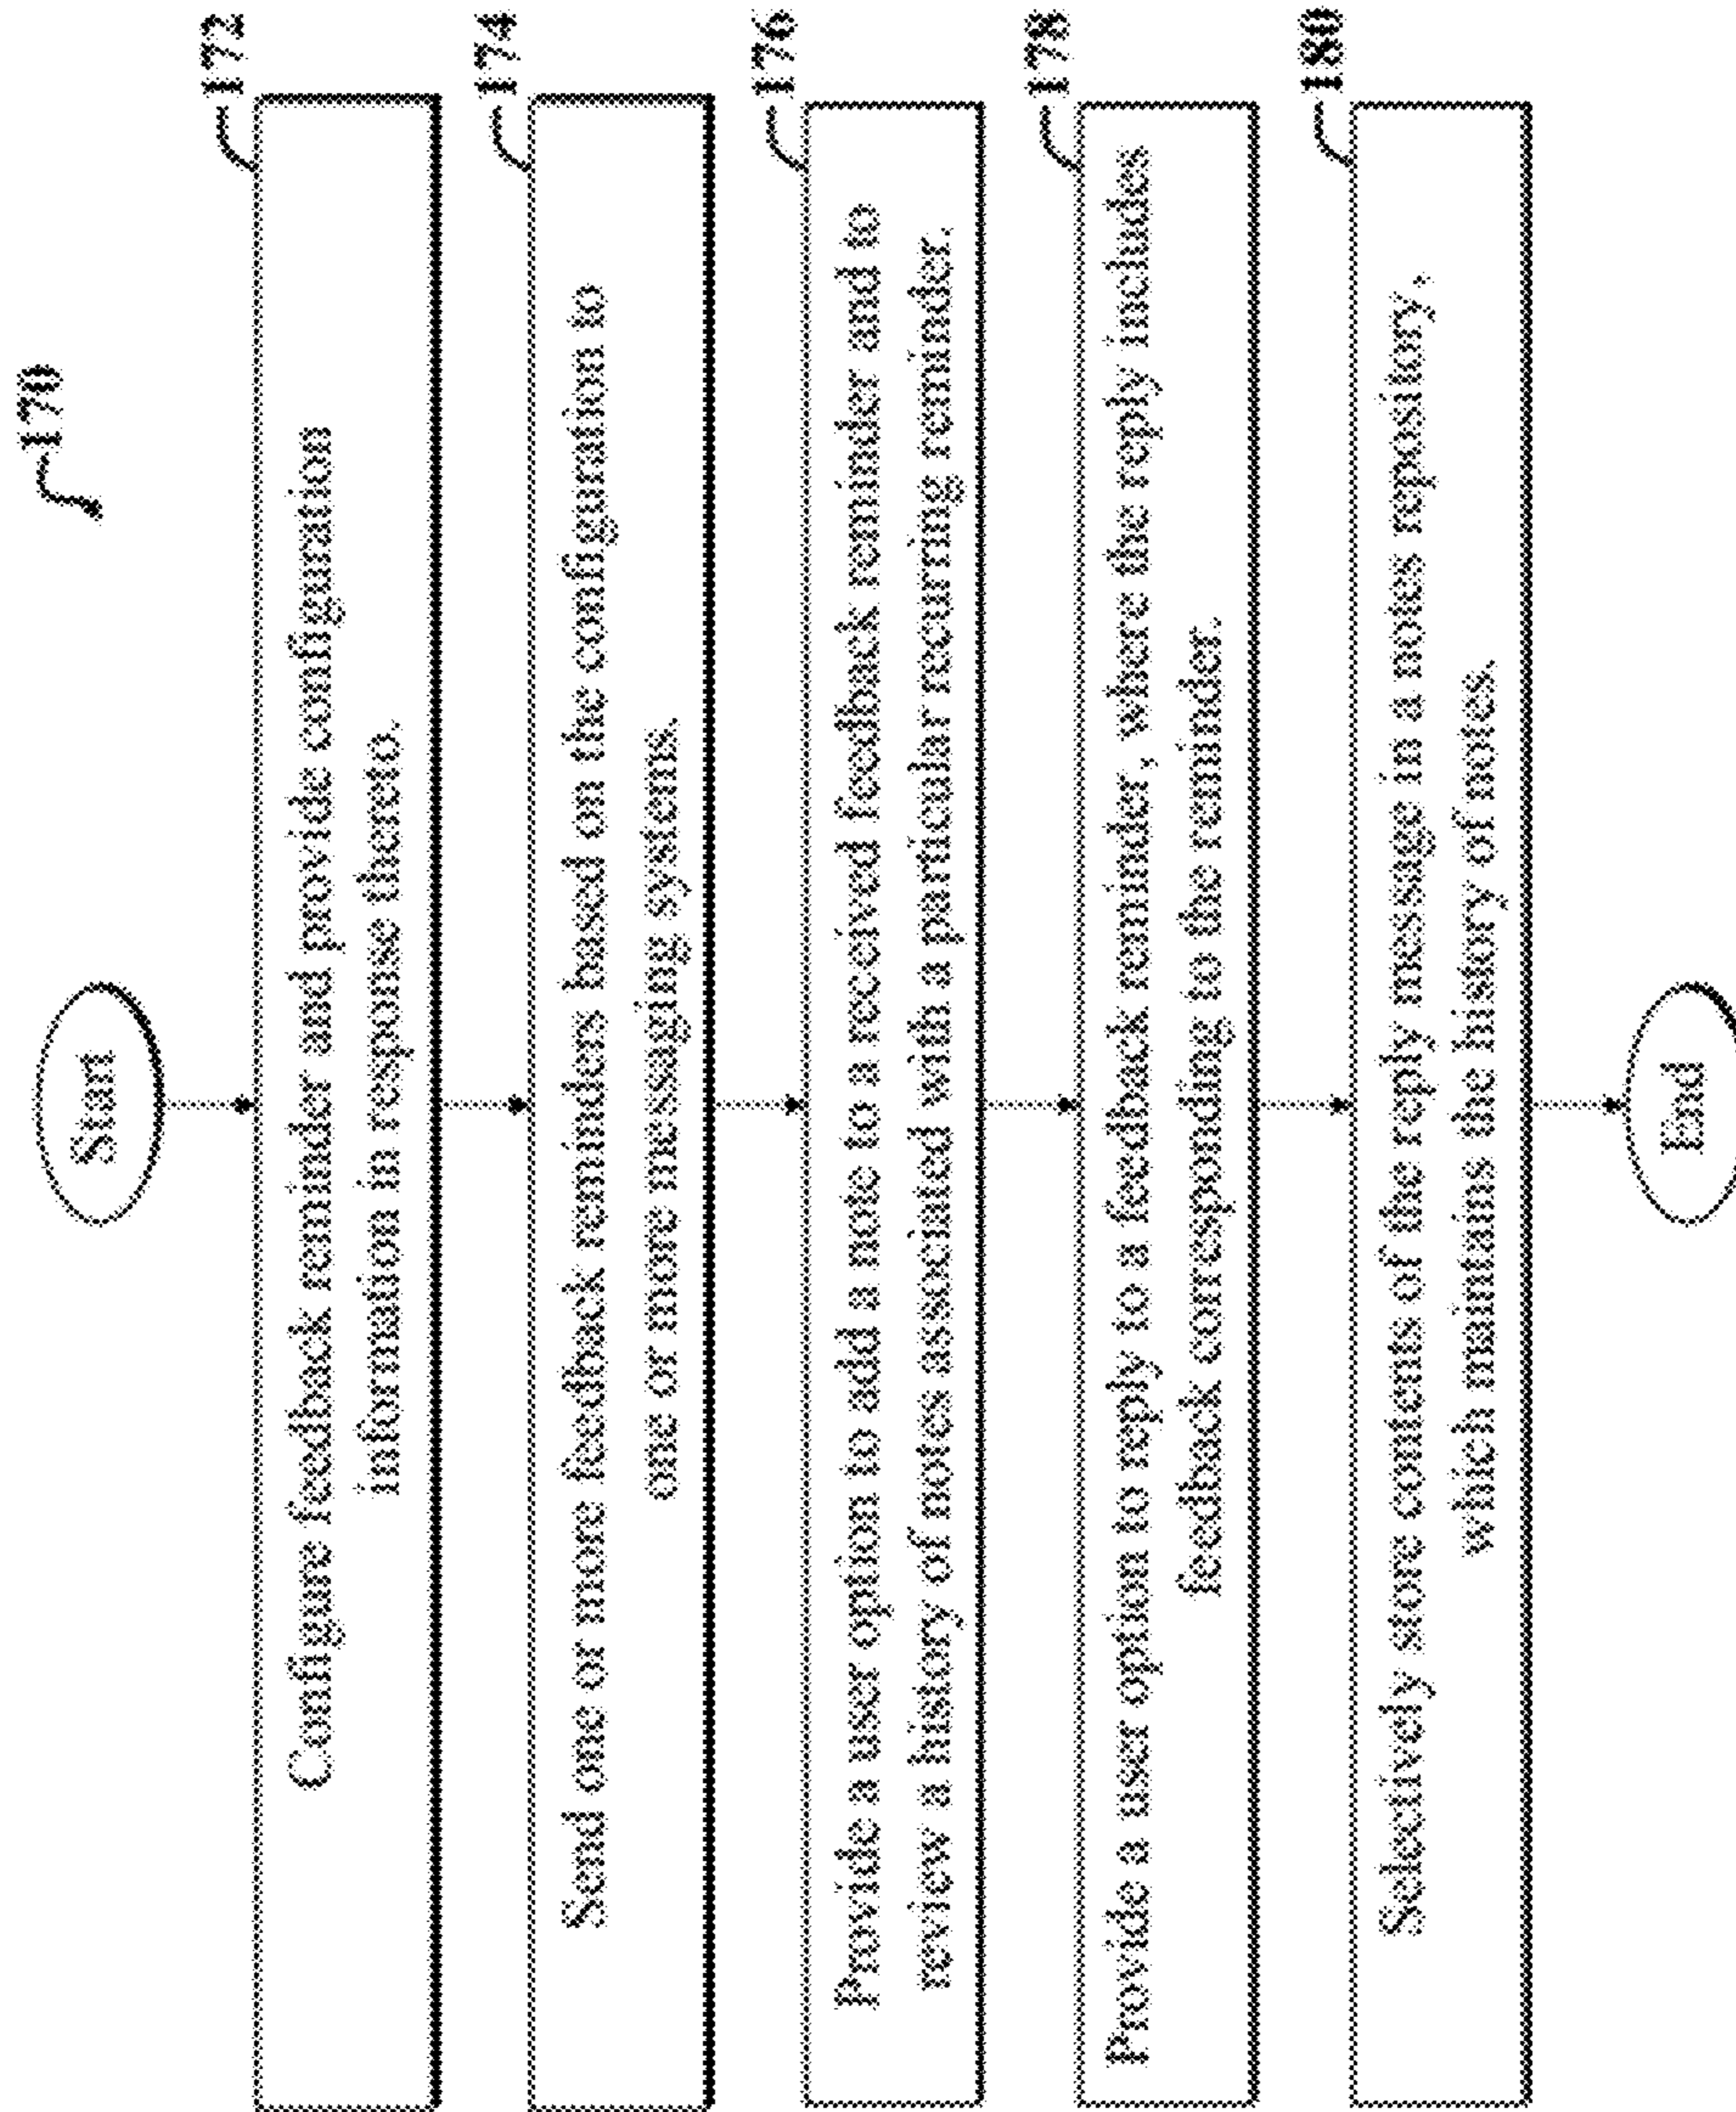 170
Start
172
Configure feedback reminder and provide configuration
information in response thereto.
174
Send one or more feedback reminders based on the configuration to
one or more messaging systems.
176
Provide a user option to add a note to a received feedback reminder and to
review a history of notes associated with a particular recurring reminder.
178
Provide a user option to reply to a feedback reminder, where the reply includes
feedback corresponding to the reminder.
180
Selectively store contents of the reply message in a notes repository,
which maintains the history of notes.
End